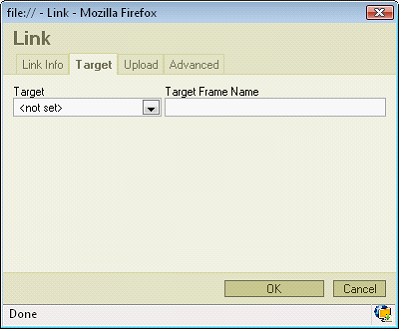 file:// - Link - Mozilla Firefox
Link
Link Info Target Upload Advanced
Target Target Frame Name
<not set>
OK Cancel
Done